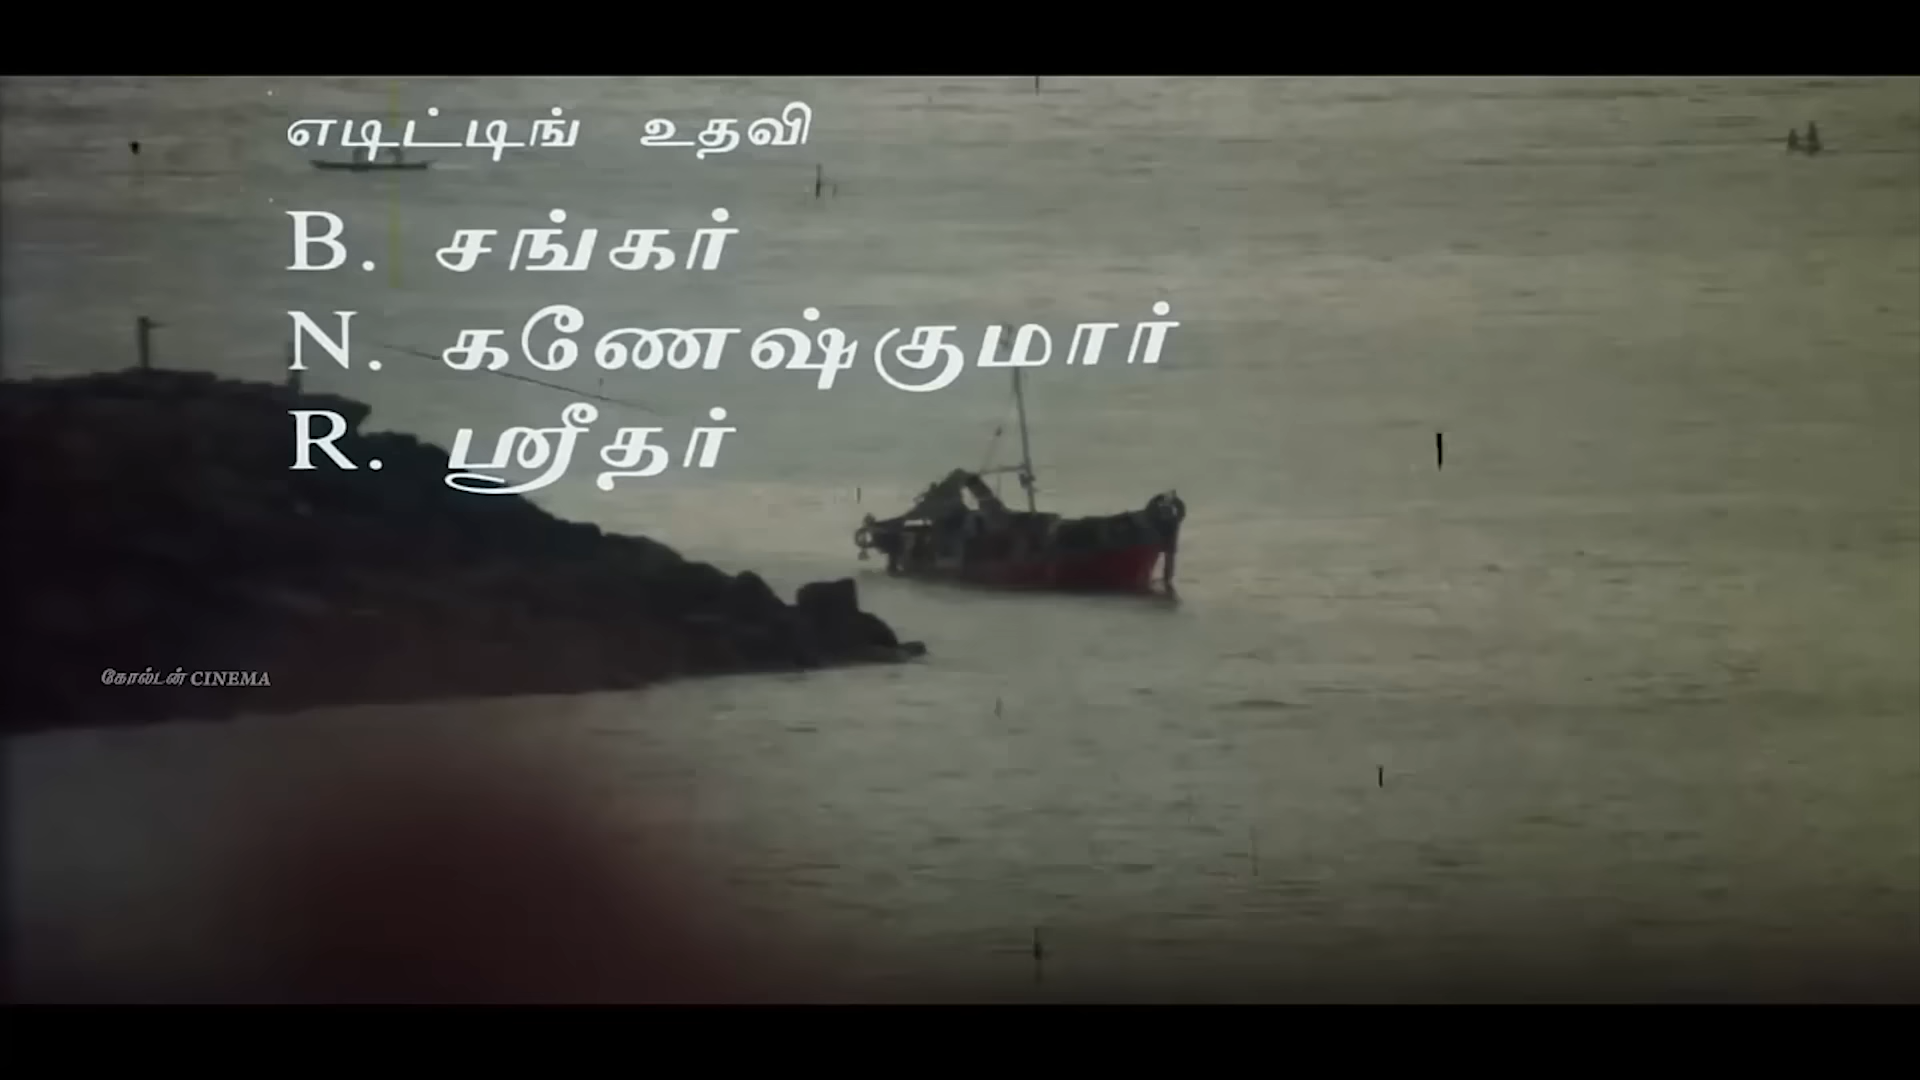 எடிட்டிங் உதவி
B. சங்கர்
N. கணேஷ்குமார்
R. ஸ்ரீதர்
கோல்டன் CINEMA